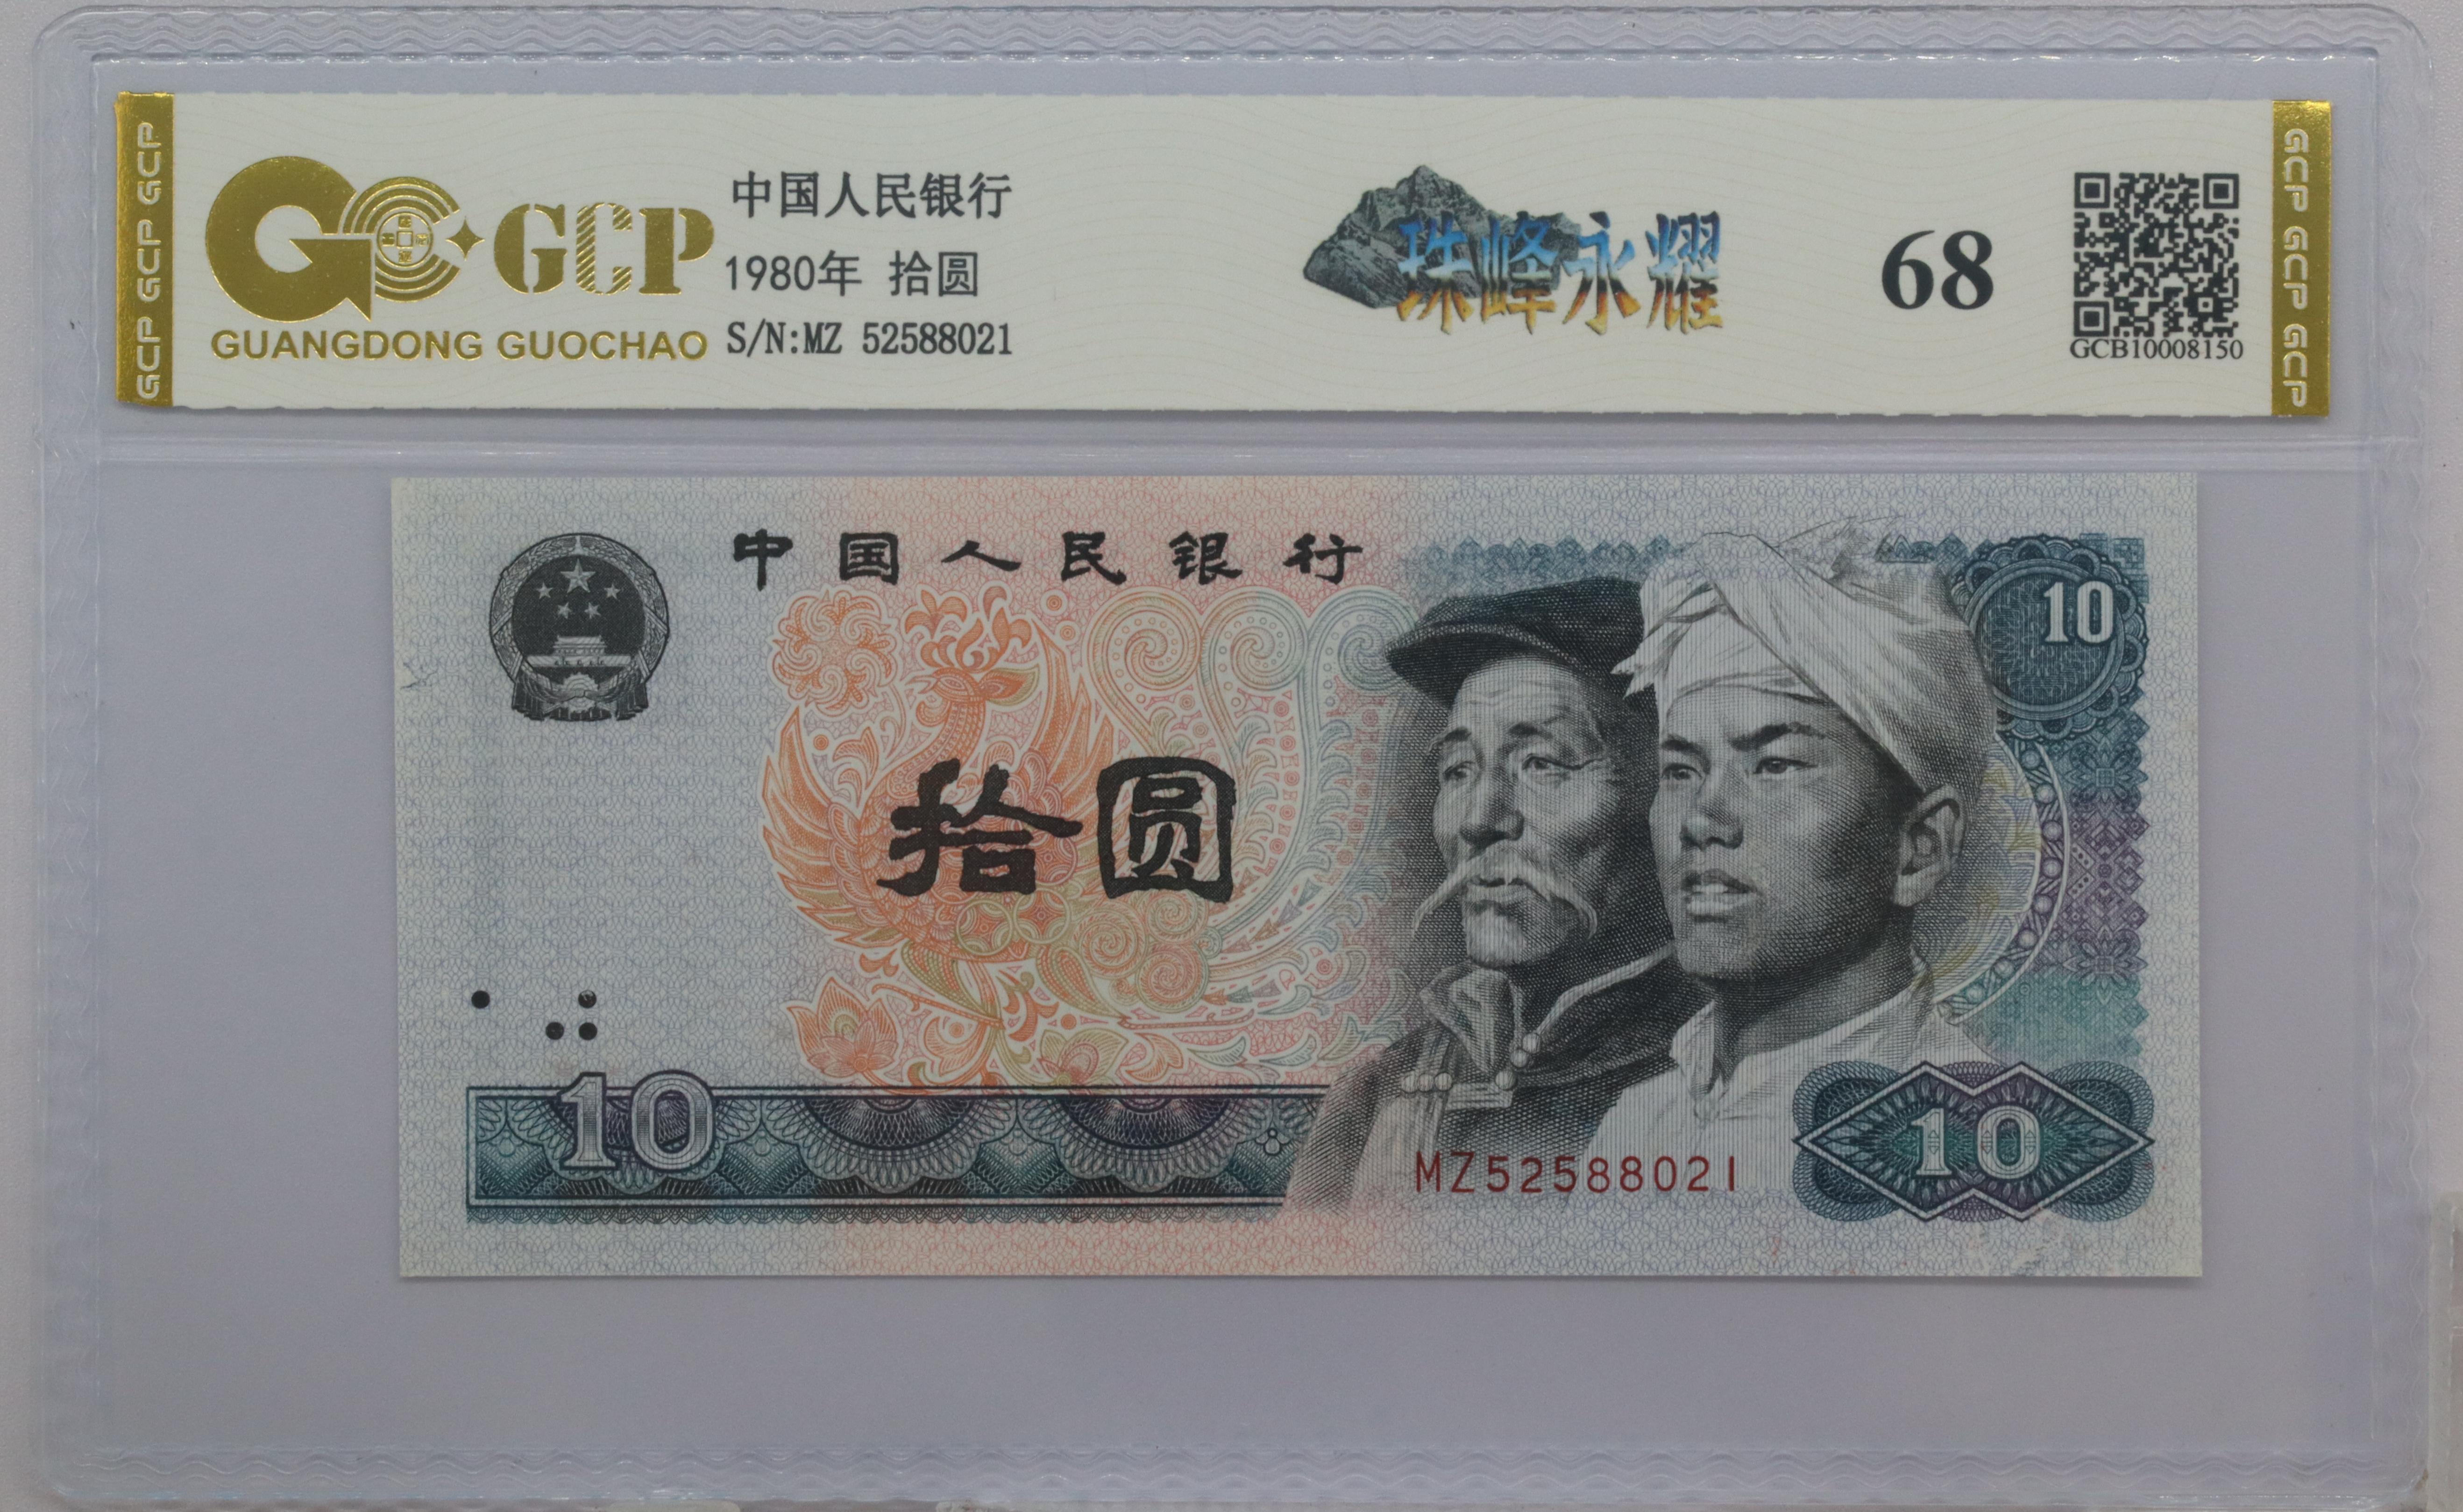 GCP GCP GCP
GCP
GUANGDONG GUOCHAO
中国人民银行
1980年 拾圆
S/N:MZ 52588021
珠峰永耀
68
GCB10008150
GCP GCP GCP
中国人民银行
10
拾圆
10
MZ52588021
10